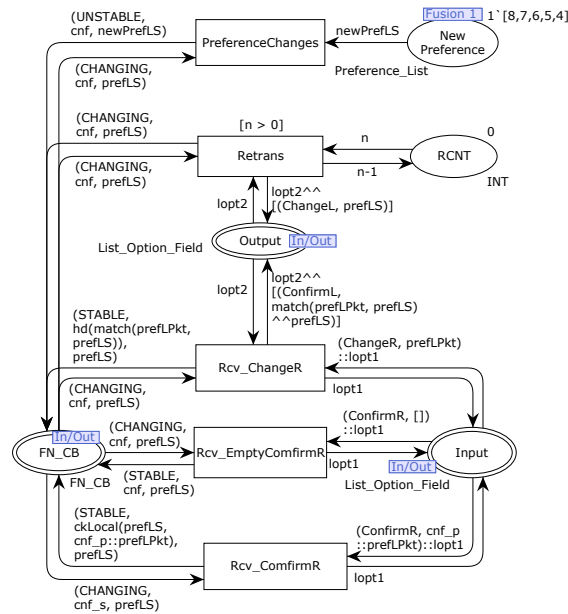 (UNSTABLE,
cnf, newPrefLS)
PreferenceChanges
newPrefLS
Fusion 1
1`[8,7,6,5,4]
New
Preference
Preference_List
(CHANGING,
cnf, prefLS)
(CHANGING,
cnf, prefLS)
[n > 0]
Retrans
n
n-1
0
RCNT
INT
(CHANGING,
cnf, prefLS)
lopt2
lopt2^^
[(ChangeL, prefLS)]
List_Option_Field
Output
In/Out
lopt2
lopt2^^
[(ConfirmL,
match(prefLPkt, prefLS)
^^prefLS)]
(STABLE,
hd(match(prefLPkt,
prefLS)),
prefLS)
Rcv_ChangeR
(ChangeR, prefLPkt)
::lopt1
lopt1
(CHANGING,
cnf, prefLS)
In/Out
FN_CB
FN_CB
(CHANGING,
cnf, prefLS)
Rcv_EmptyComfirmR
(ConfirmR, [])
::lopt1
lopt1
Input
In/Out
List_Option_Field
(STABLE,
cnf, prefLS)
(STABLE,
ckLocal(prefLS,
cnf_p::prefLPkt),
prefLS)
Rcv_ComfirmR
(ConfirmR, cnf_p
::prefLPkt)::lopt1
lopt1
(CHANGING,
cnf_s, prefLS)